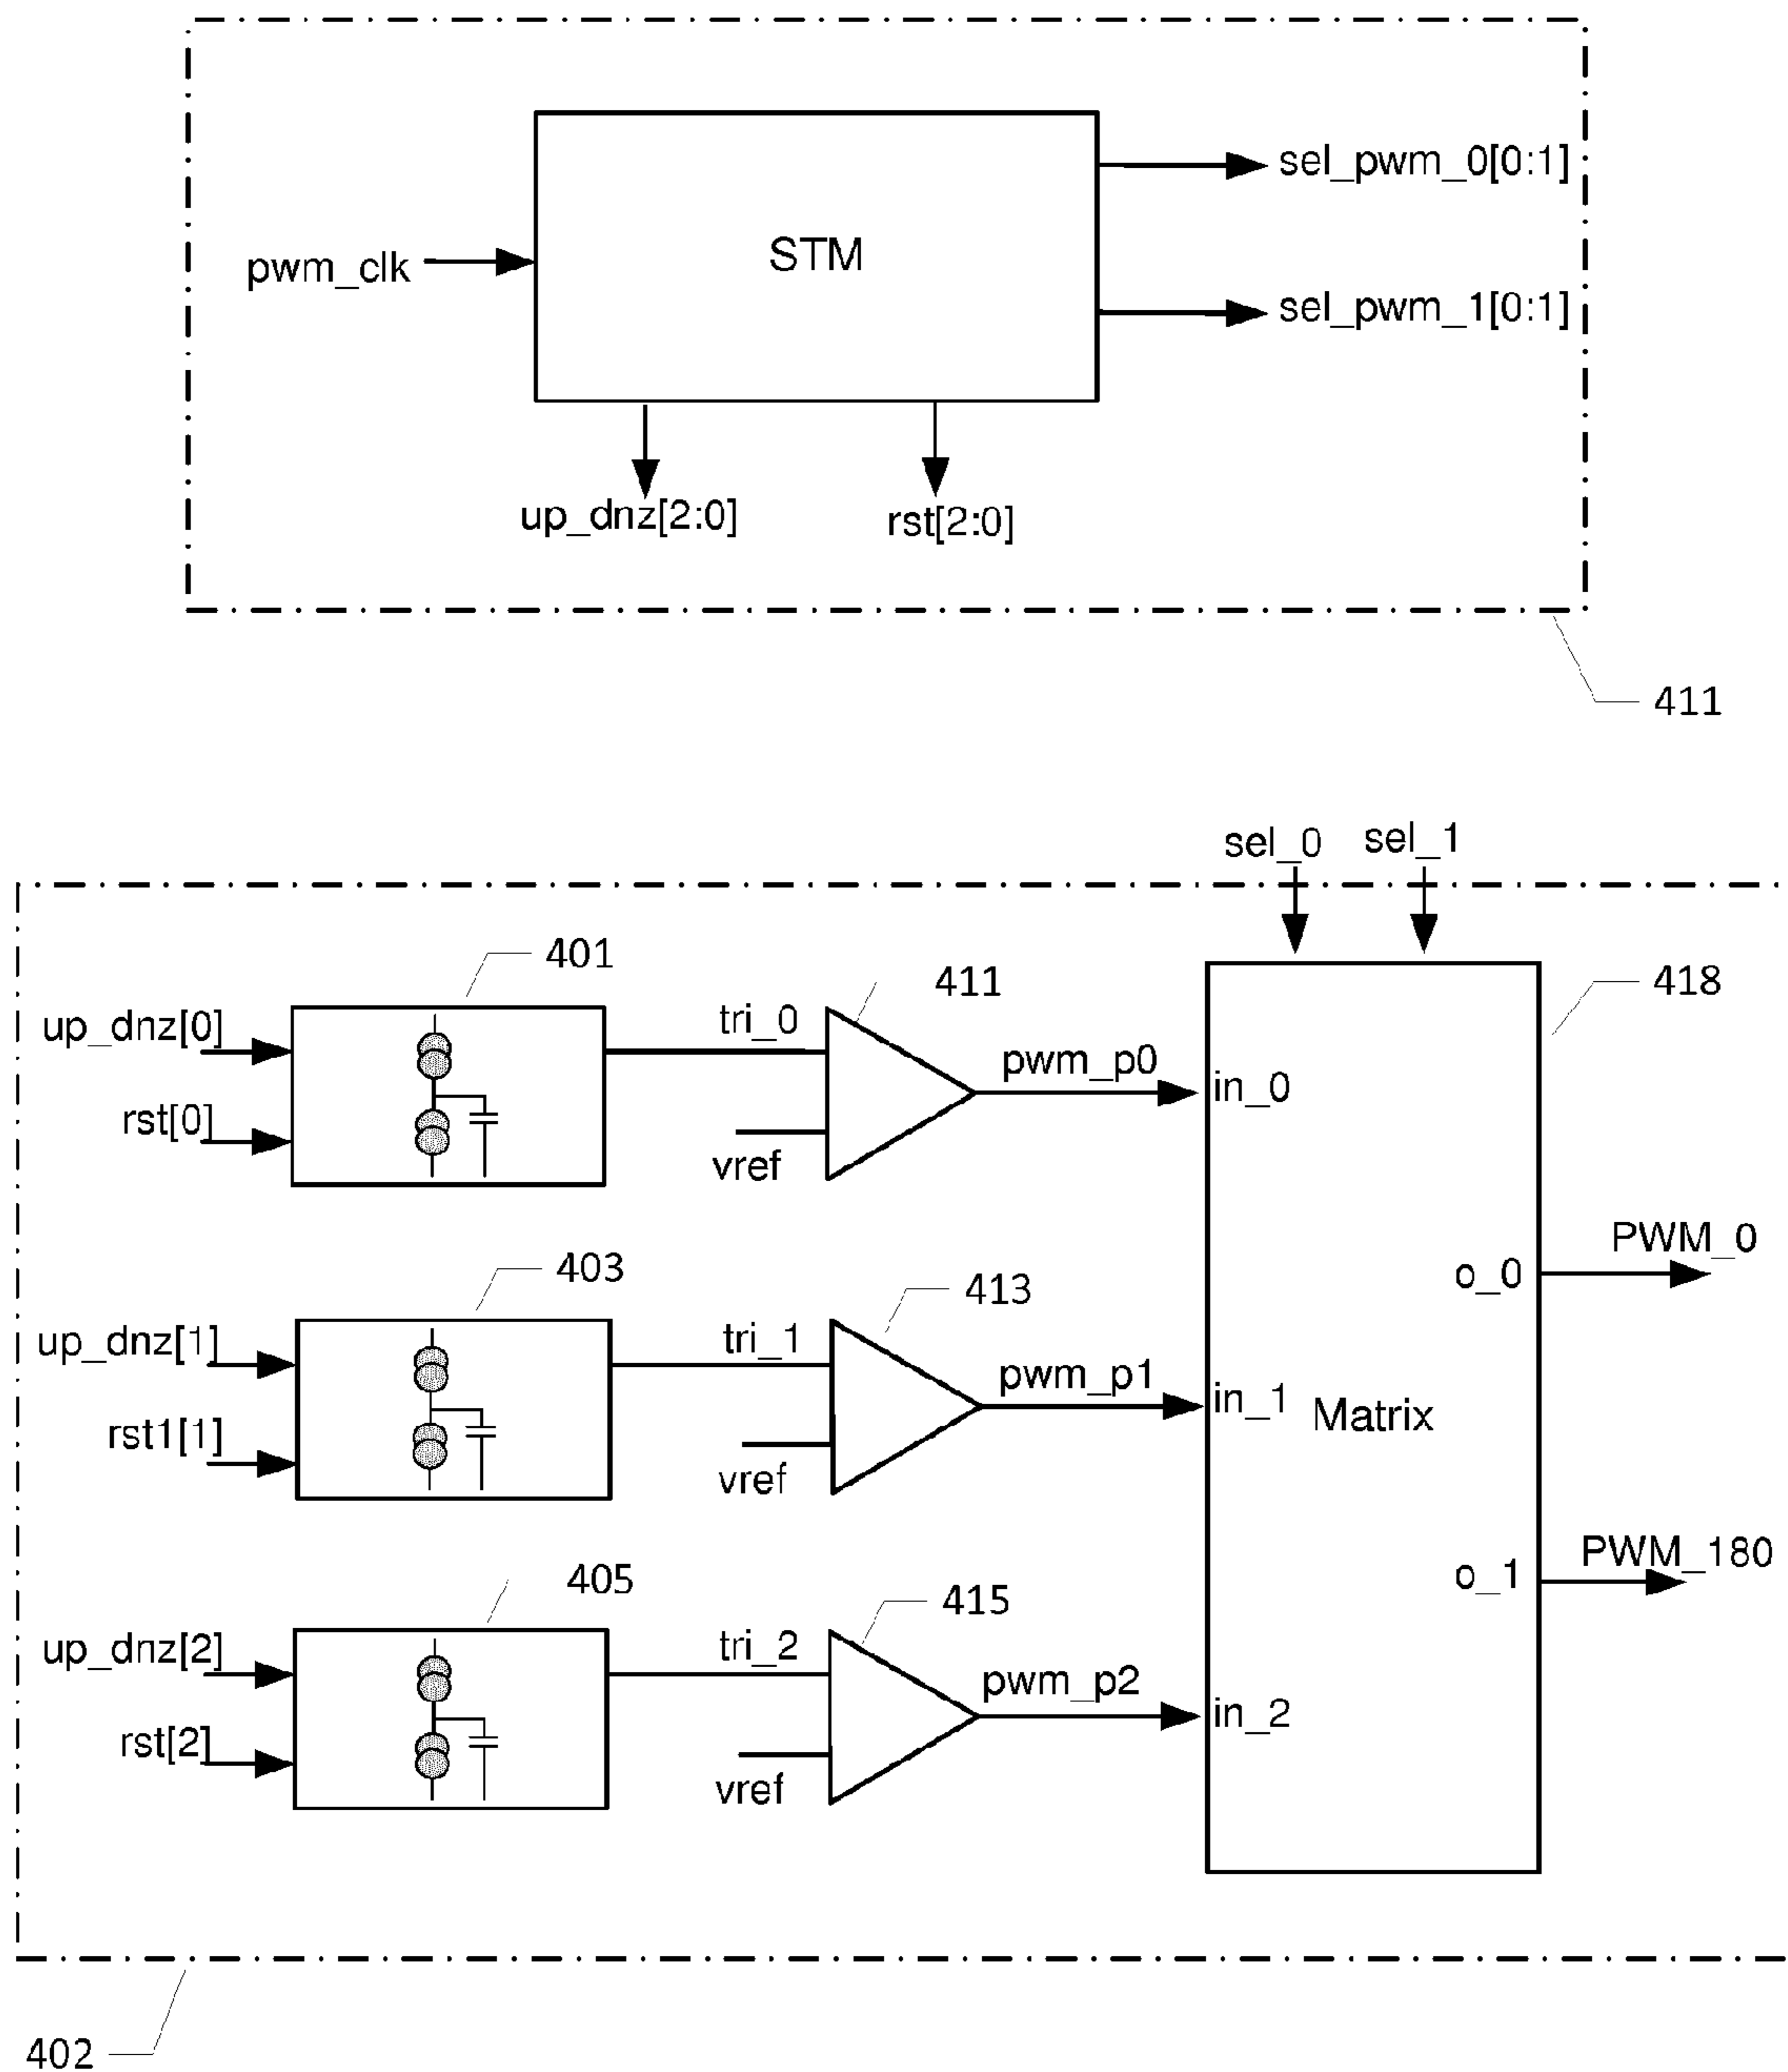 sel_pwm_0[0:1]
STM
pwm_clk
sel_pwm_1[0:1]
up_dnz[2:0]
rst[2:0]
411
sel_0
sel_1
401
411
418
up_dnz[0]
tri_0
pwm_p0
in_0
rst[0]
vref
PWM_0
o_0
403
413
up_dnz[1]
tri_1
pwm_p1
in_1
Matrix
rst1[1]
vref
PWM_180
o_1
405
415
up_dnz[2]
tri_2
pwm_p2
in_2
rst[2]
vref
402